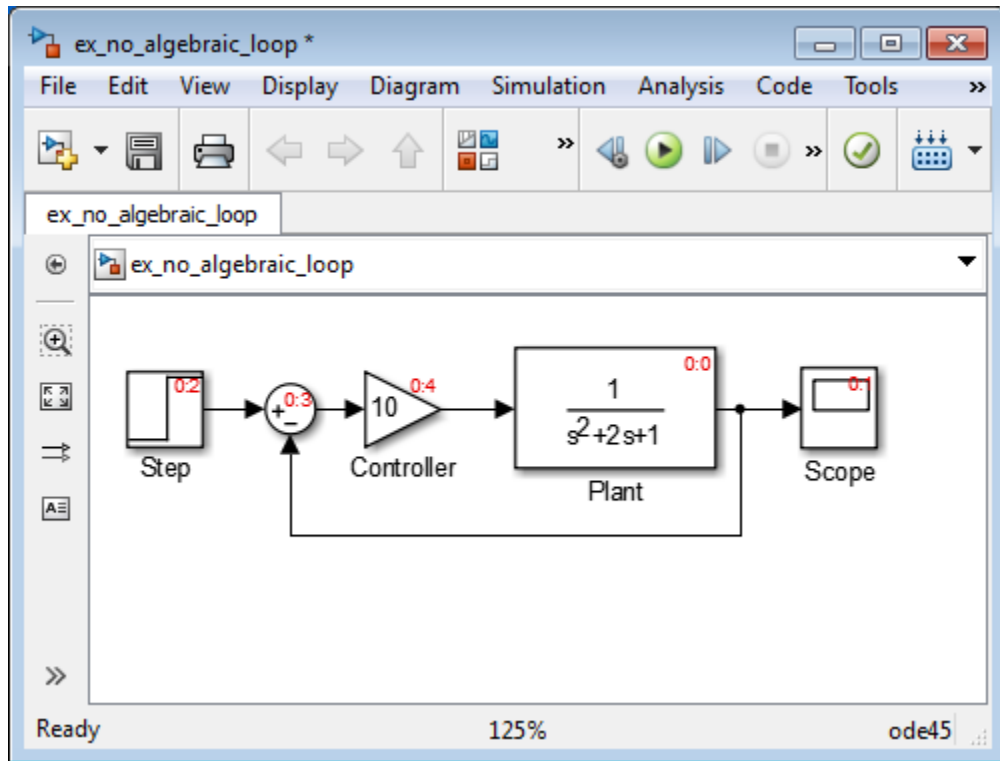 ex_no_algebraic_loop *
File Edit View Display Diagram Simulation Analysis Code Tools »
»
»
ex_no_algebraic_loop
ex_no_algebraic_loop
0:2
0:3
+
−
0:4
10
0:0
1
s²+2s+1
0:1
Step
Controller
Plant
Scope
A
»
Ready 125% ode45